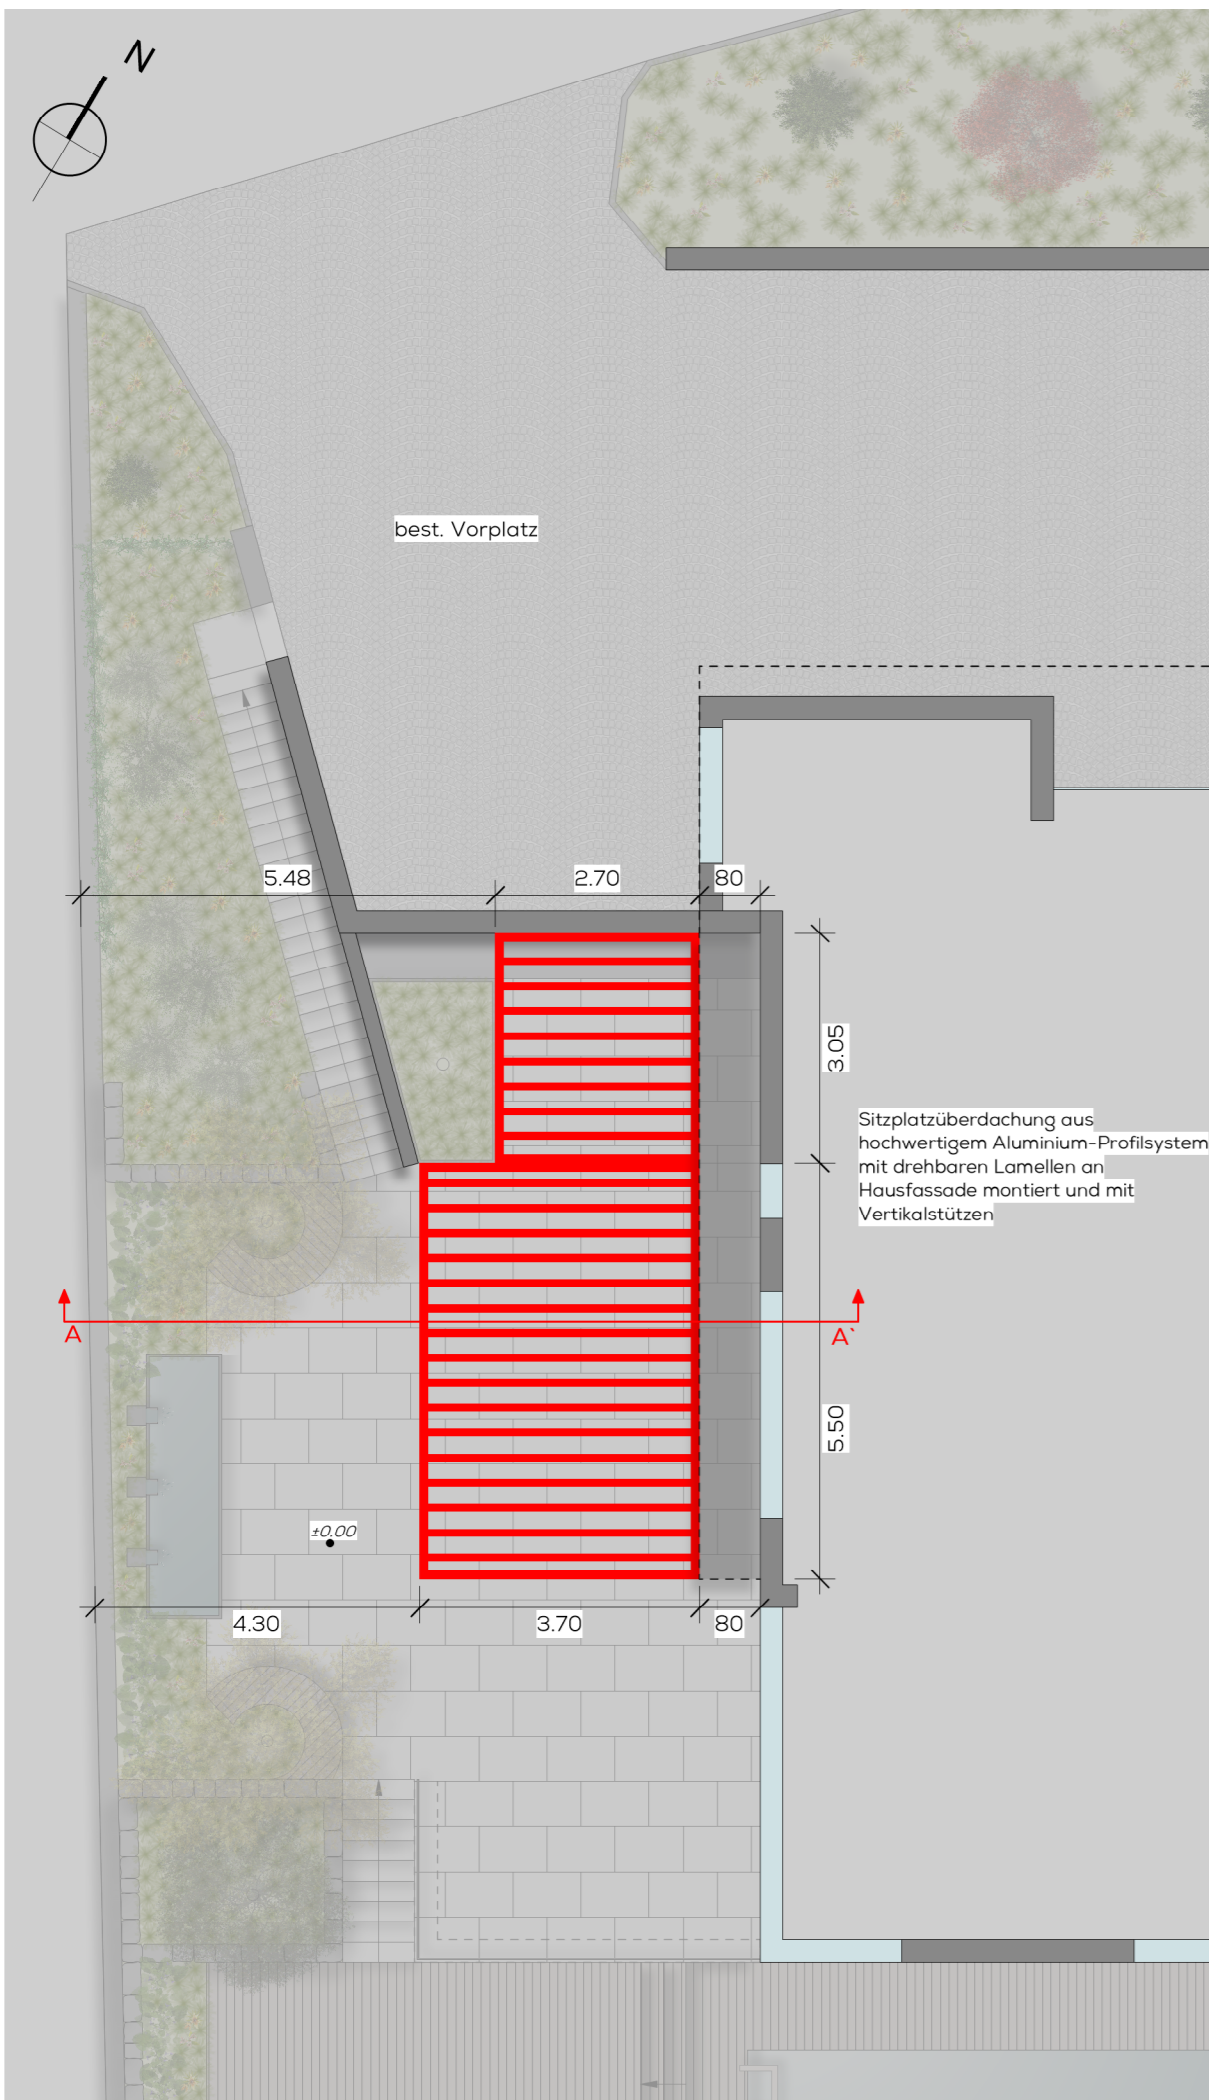 N
best. Vorplatz
5.48
2.70
80
3.05
Sitzplatzüberdachung aus
hochwertigem Aluminium-Profilsystem
mit drehbaren Lamellen an
Hausfassade montiert und mit
Vertikalstützen
A
A`
5.50
±0.00
4.30
3.70
80